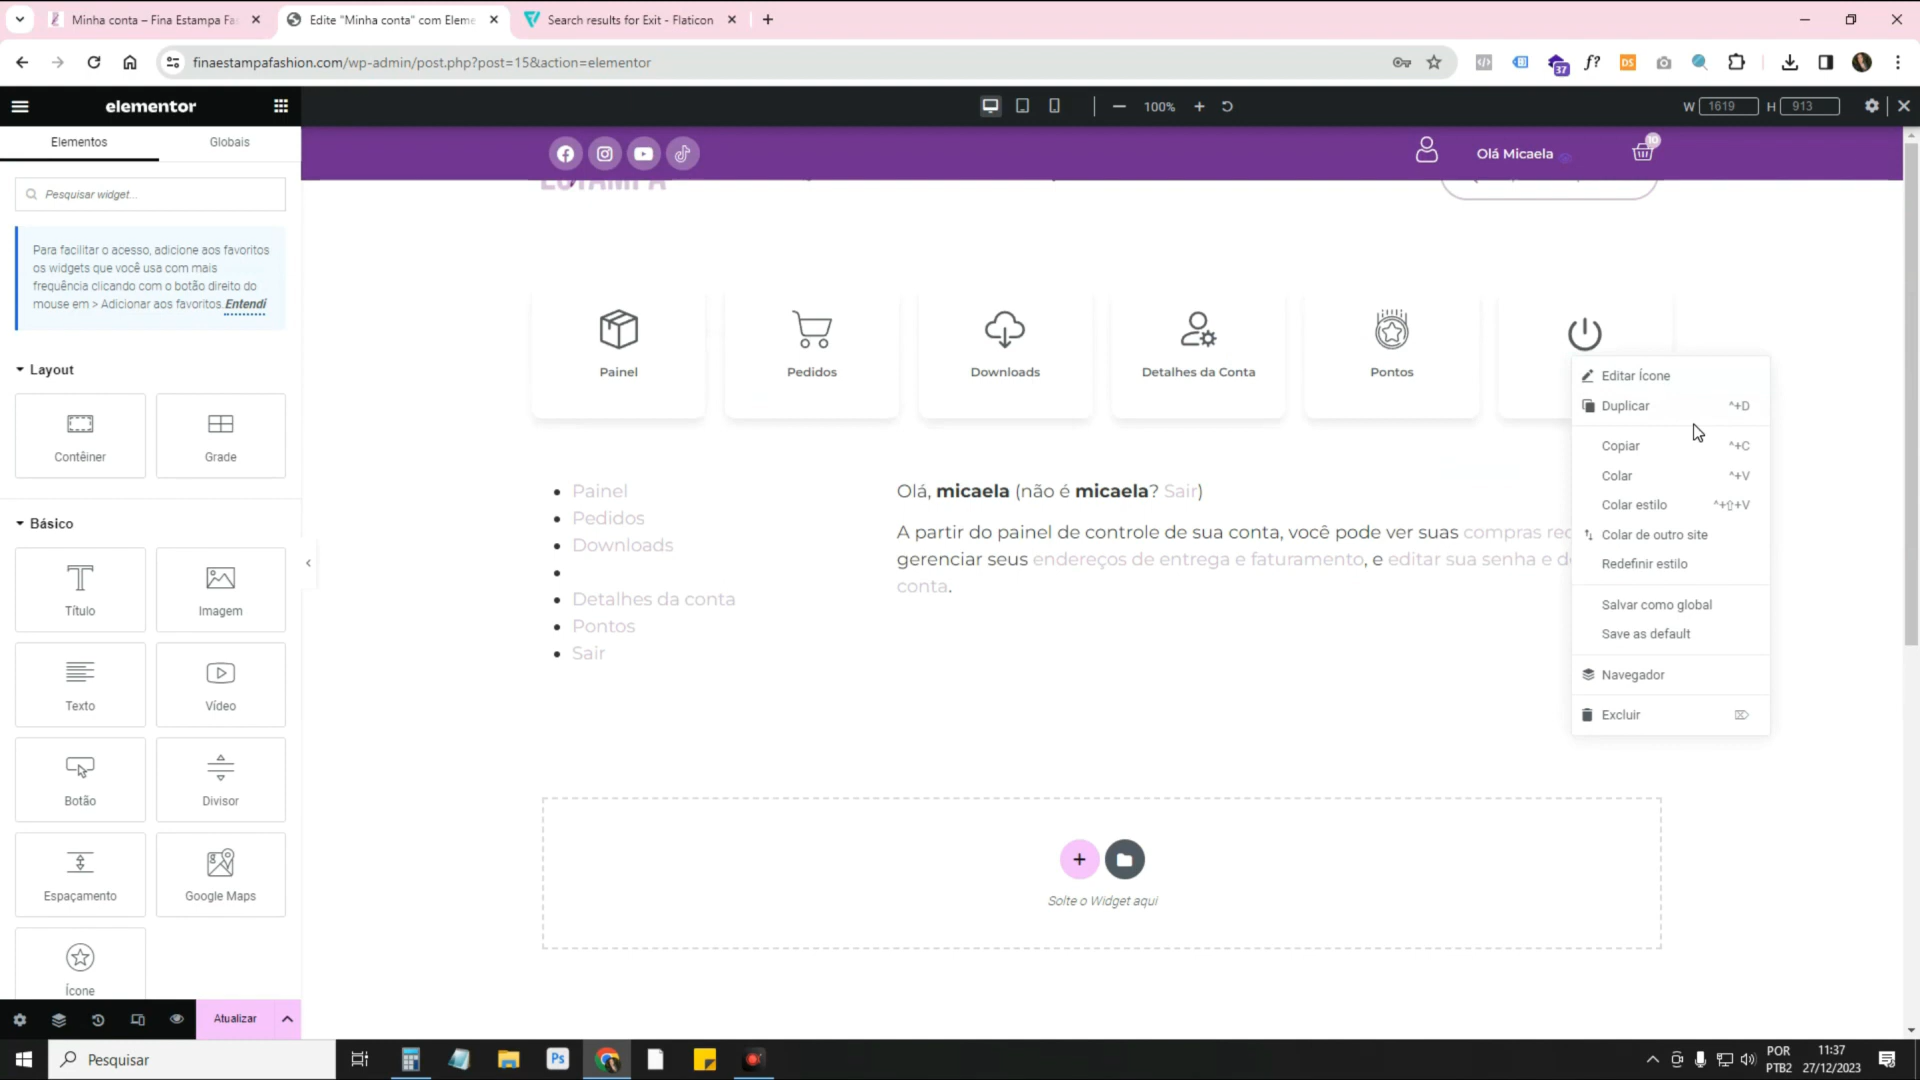 Minha conta – Fina Estampa Fas
Edite "Minha conta" com Eleme
Search results for Exit - Flaticon
finaestampafashion.com/wp-admin/post.php?post=15&action=elementor
37
f?
DS
elementor
100%
W 1619 H 913
Elementos
Globais
Pesquisar widget...
Para facilitar o acesso, adicione aos favoritos
os widgets que você usa com mais
frequência clicando com o botão direito do
mouse em > Adicionar aos favoritos. Entendi
Layout
Contêiner
Grade
Básico
Título
Imagem
Texto
Vídeo
Botão
Divisor
Espaçamento
Google Maps
Ícone
Atualizar
Olá Micaela
10
ESTAMPA
Painel
Pedidos
Downloads
Detalhes da Conta
Pontos
Painel
Pedidos
Downloads
Detalhes da conta
Pontos
Sair
Olá, micaela (não é micaela? Sair)
A partir do painel de controle de sua conta, você pode ver suas compras rec
gerenciar seus endereços de entrega e faturamento, e editar sua senha e d
conta.
Editar Ícone
Duplicar ^+D
Copiar ^+C
Colar ^+V
Colar estilo ^+⇧+V
Colar de outro site
Redefinir estilo
Salvar como global
Save as default
Navegador
Excluir ⌦
Solte o Widget aqui
Pesquisar
Ps
POR
PTB2
11:37
27/12/2023